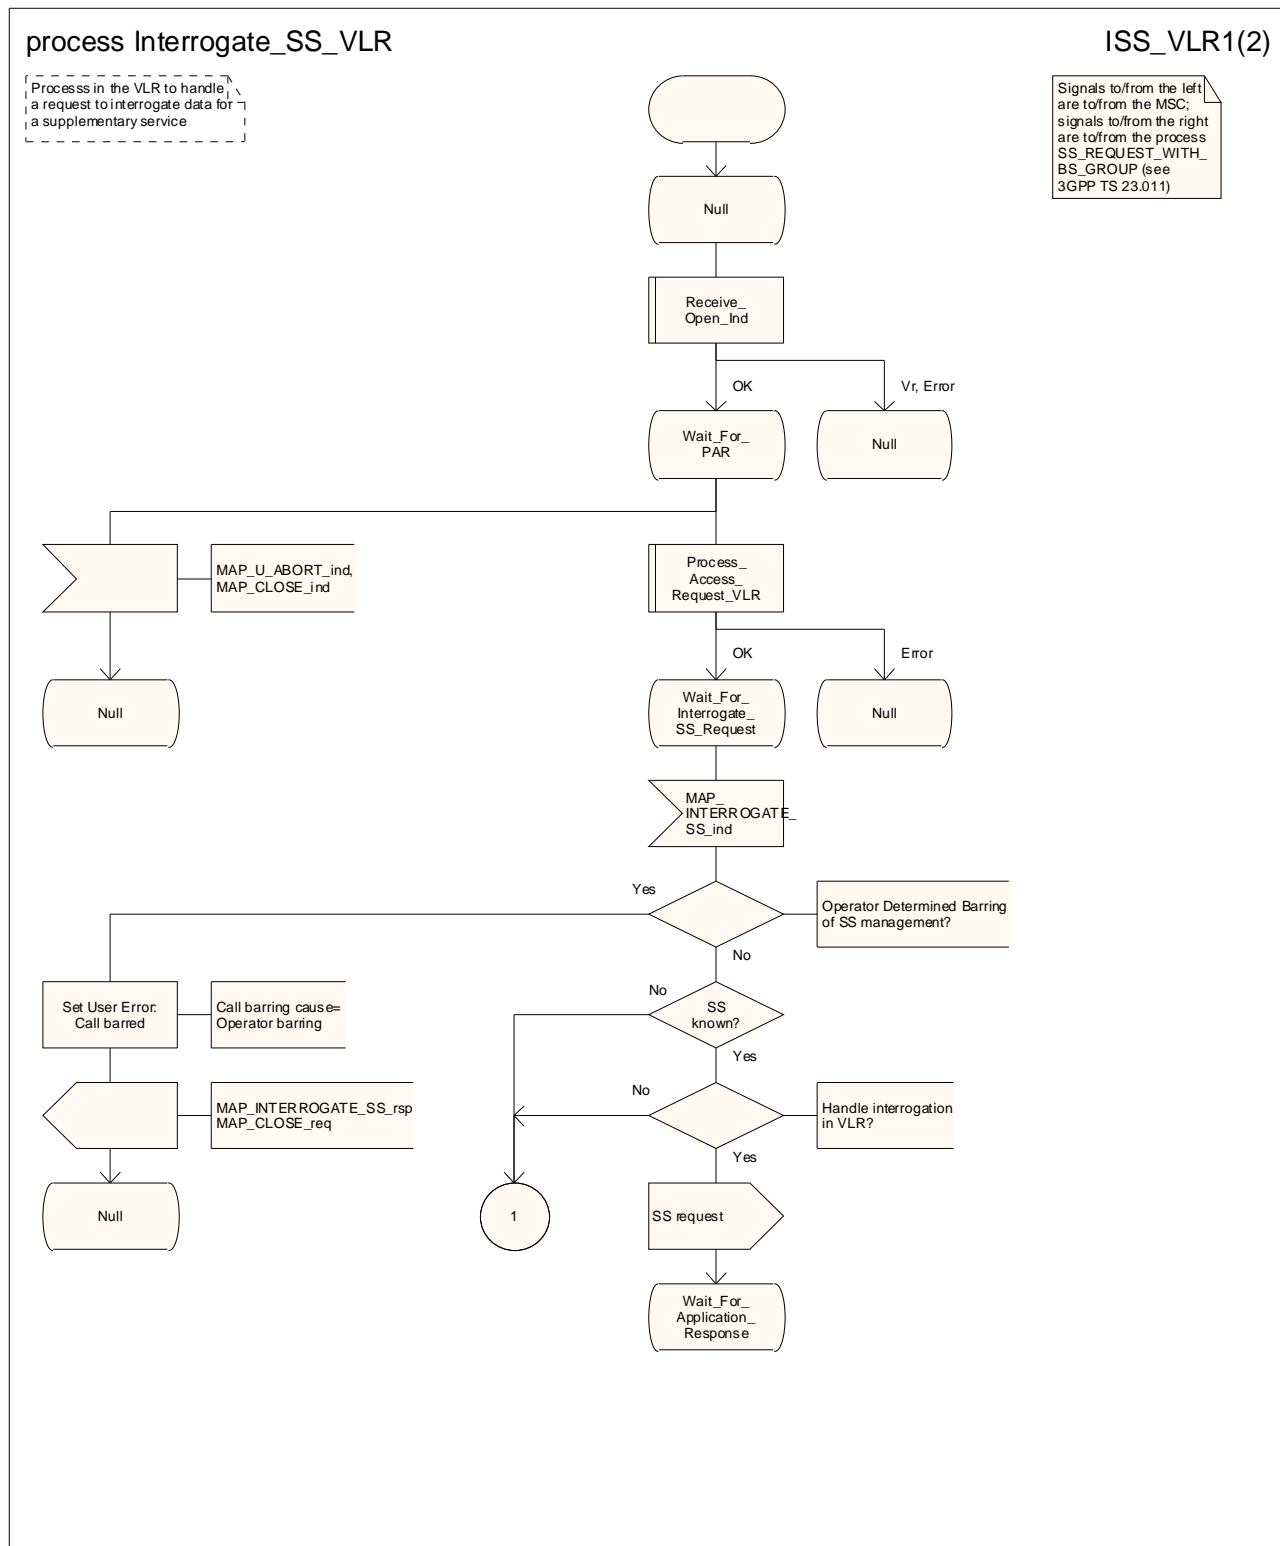 process Interrogate_SS_VLR
ISS_VLR1(2)
Processs in the VLR to handle
a request to interrogate data for
a supplementary service
Signals to/from the left
are to/from the MSC;
signals to/from the right
are to/from the process
SS_REQUEST_WITH_
BS_GROUP (see
3GPP TS 23.011)
Null
Receive_
Open_Ind
OK
Vr, Error
Wait_For_
PAR
Null
MAP_U_ABORT_ind,
MAP_CLOSE_ind
Process_
Access_
Request_VLR
OK
Error
Null
Wait_For_
Interrogate_
SS_Request
Null
MAP_
INTERROGATE_
SS_ind
Yes
Operator Determined Barring
of SS management?
No
Set User Error:
Call barred
Call barring cause=
Operator barring
No
SS
known?
Yes
MAP_INTERROGATE_SS_rsp
MAP_CLOSE_req
No
Handle interrogation
in VLR?
Yes
Null
1
SS request
Wait_For_
Application_
Response